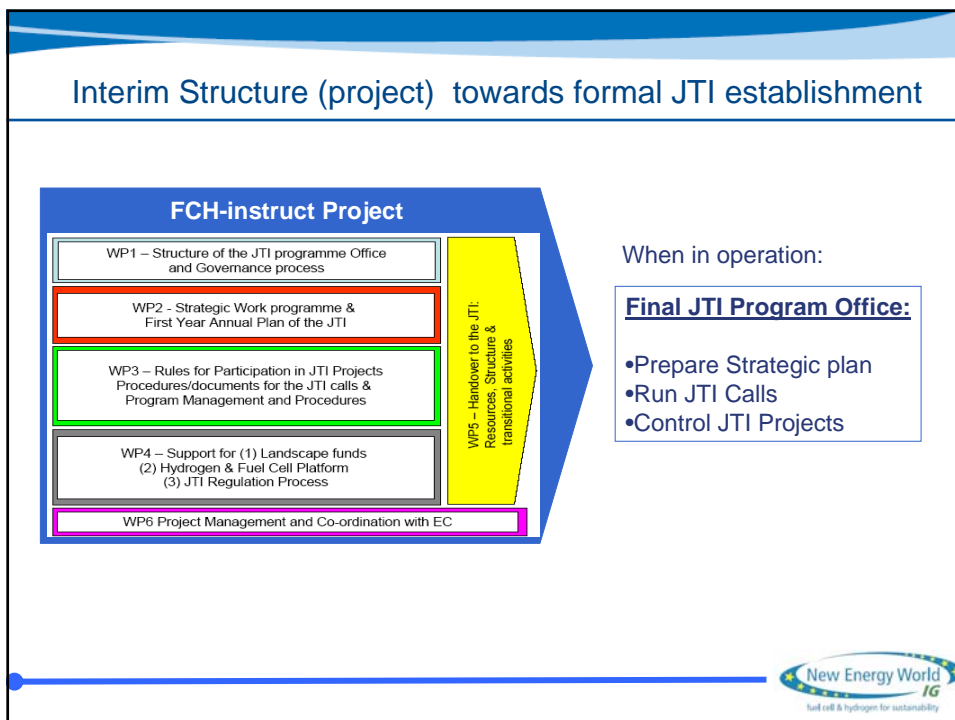 Interim Structure (project) towards formal JTI establishment
FCH-instruct Project
WP1 – Structure of the JTI programme Office
and Governance process
WP2 - Strategic Work programme &
First Year Annual Plan of the JTI
WP3 – Rules for Participation in JTI Projects
Procedures/documents for the JTI calls &
Program Management and Procedures
WP4 – Support for (1) Landscape funds
(2) Hydrogen & Fuel Cell Platform
(3) JTI Regulation Process
WP5 – Handover to the JTI:
Resources, Structure &
transitional activities
WP6 Project Management and Co-ordination with EC
When in operation:
Final JTI Program Office:
•Prepare Strategic plan
•Run JTI Calls
•Control JTI Projects
New Energy World
IG
fuel cell & hydrogen for sustainability